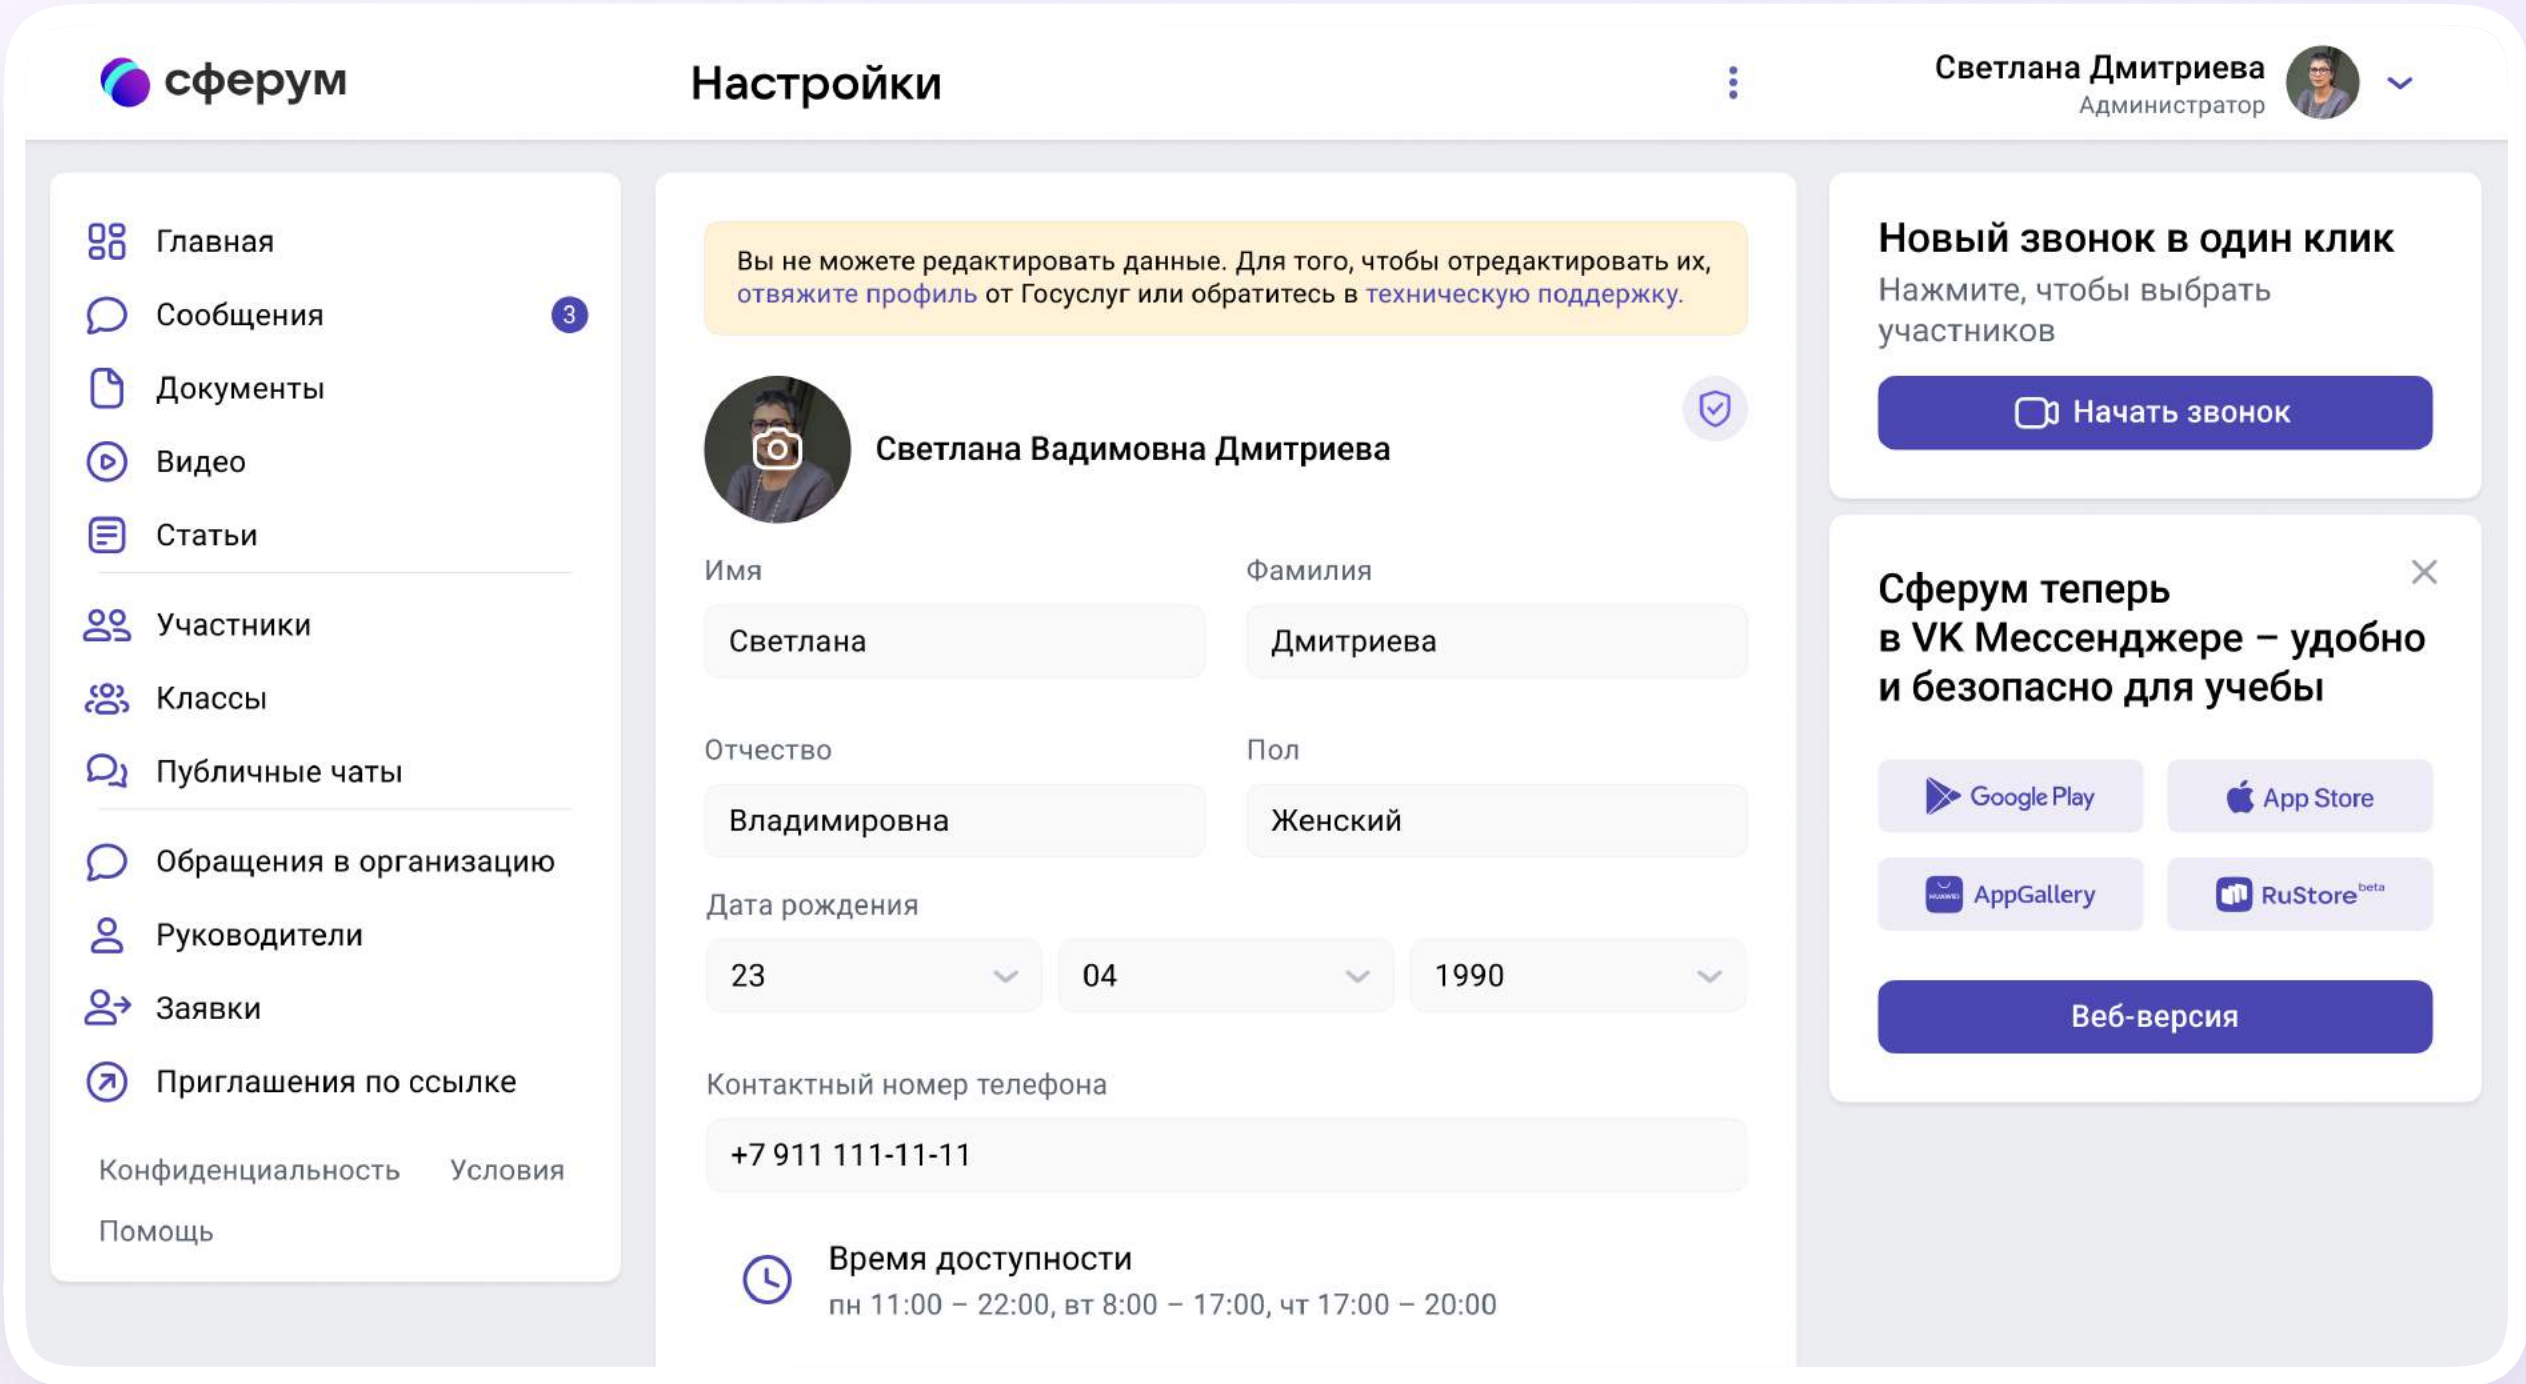 сферум
Настройки
Светлана Дмитриева
Администратор
Главная
Сообщения
3
Документы
Видео
Статьи
Участники
Классы
Публичные чаты
Обращения в организацию
Руководители
Заявки
Приглашения по ссылке
Конфиденциальность
Условия
Помощь
Вы не можете редактировать данные. Для того, чтобы отредактировать их,
отвяжите профиль от Госуслуг или обратитесь в техническую поддержку.
Светлана Вадимовна Дмитриева
Имя
Фамилия
Светлана
Дмитриева
Отчество
Пол
Владимировна
Женский
Дата рождения
23
04
1990
Контактный номер телефона
+7 911 111-11-11
Время доступности
пн 11:00 – 22:00, вт 8:00 – 17:00, чт 17:00 – 20:00
Новый звонок в один клик
Нажмите, чтобы выбрать
участников
Начать звонок
Сферум теперь
в VK Мессенджере – удобно
и безопасно для учебы
Google Play
App Store
HUAWEI
AppGallery
RuStore beta
Веб-версия